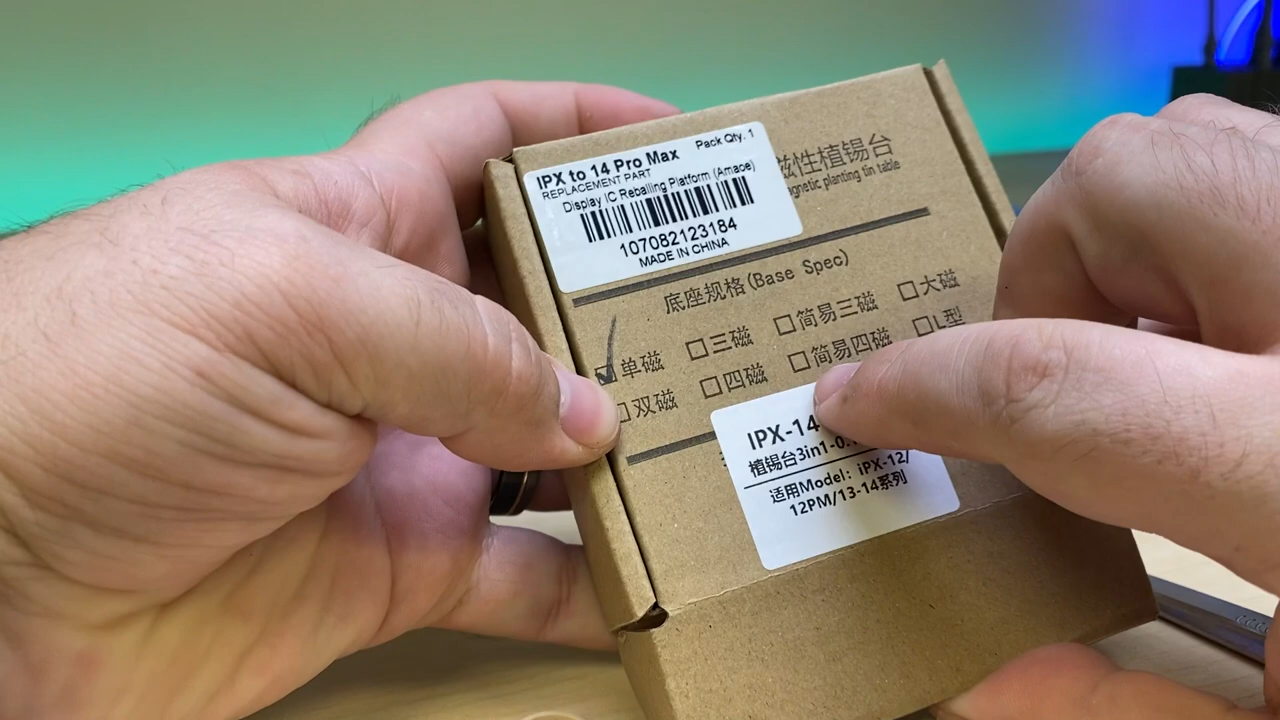 IPX to 14 Pro Max
Pack Qty. 1
REPLACEMENT PART
Display IC Reballing Platform (Amaoe)
107082123184
MADE IN CHINA
磁性植锡台
planting tin table
底座规格(Base Spec)
单磁 三磁 简易三磁 大磁
双磁 四磁 简易四磁 L型
IPX-14
植锡台3in1-0.
适用Model: iPX-12/
12PM/13-14系列